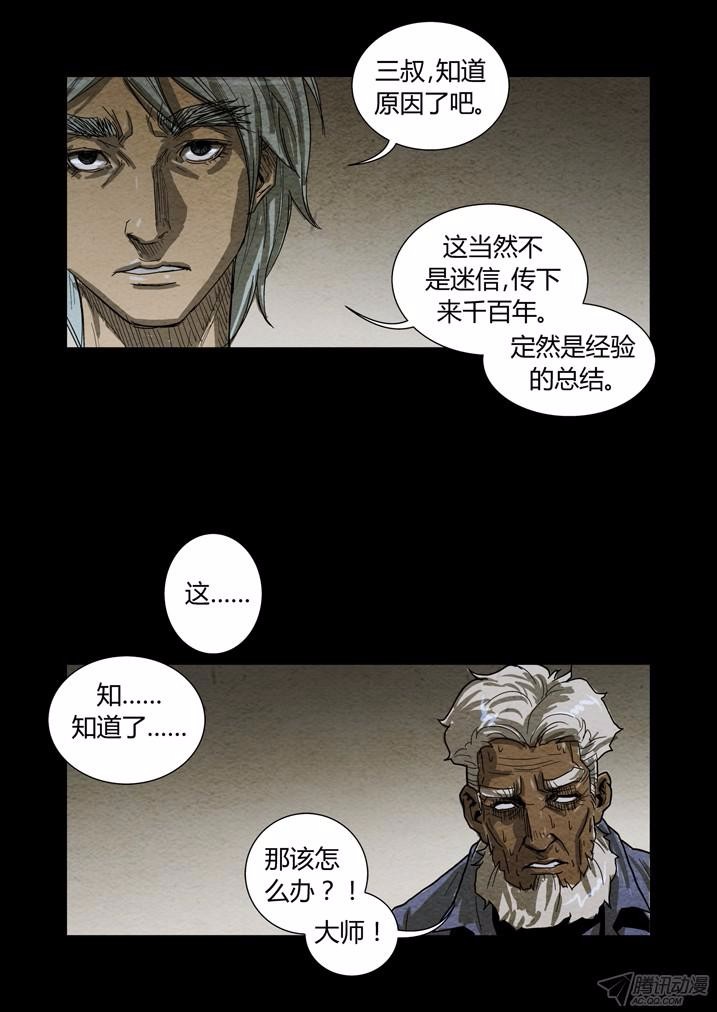 三叔,知道
原因了吧。
这当然不
是迷信,传下
来千百年。
定然是经验
的总结。
这……
知……
知道了……
那该怎
么办？！
大师！
腾讯动漫